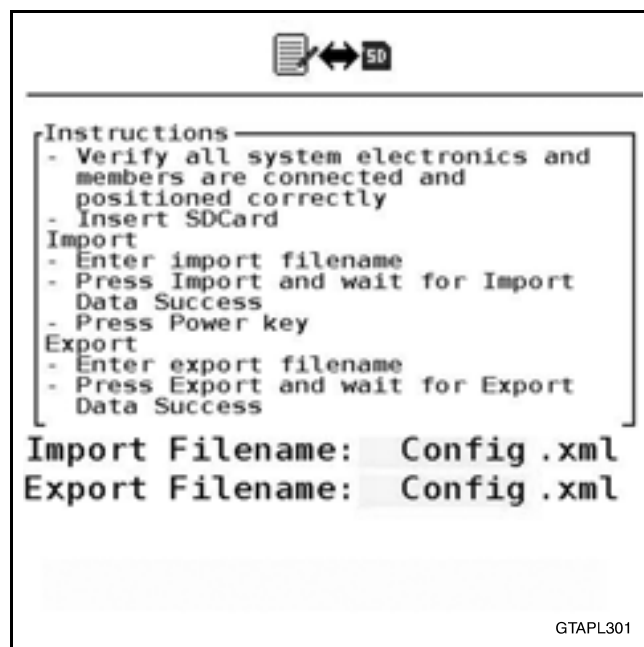 SD
Instructions
- Verify all system electronics and
members are connected and
positioned correctly
- Insert SDCard
Import
- Enter import filename
- Press Import and wait for Import
Data Success
- Press Power key
Export
- Enter export filename
- Press Export and wait for Export
Data Success
Import Filename: Config .xml
Export Filename: Config .xml
GTAPL301